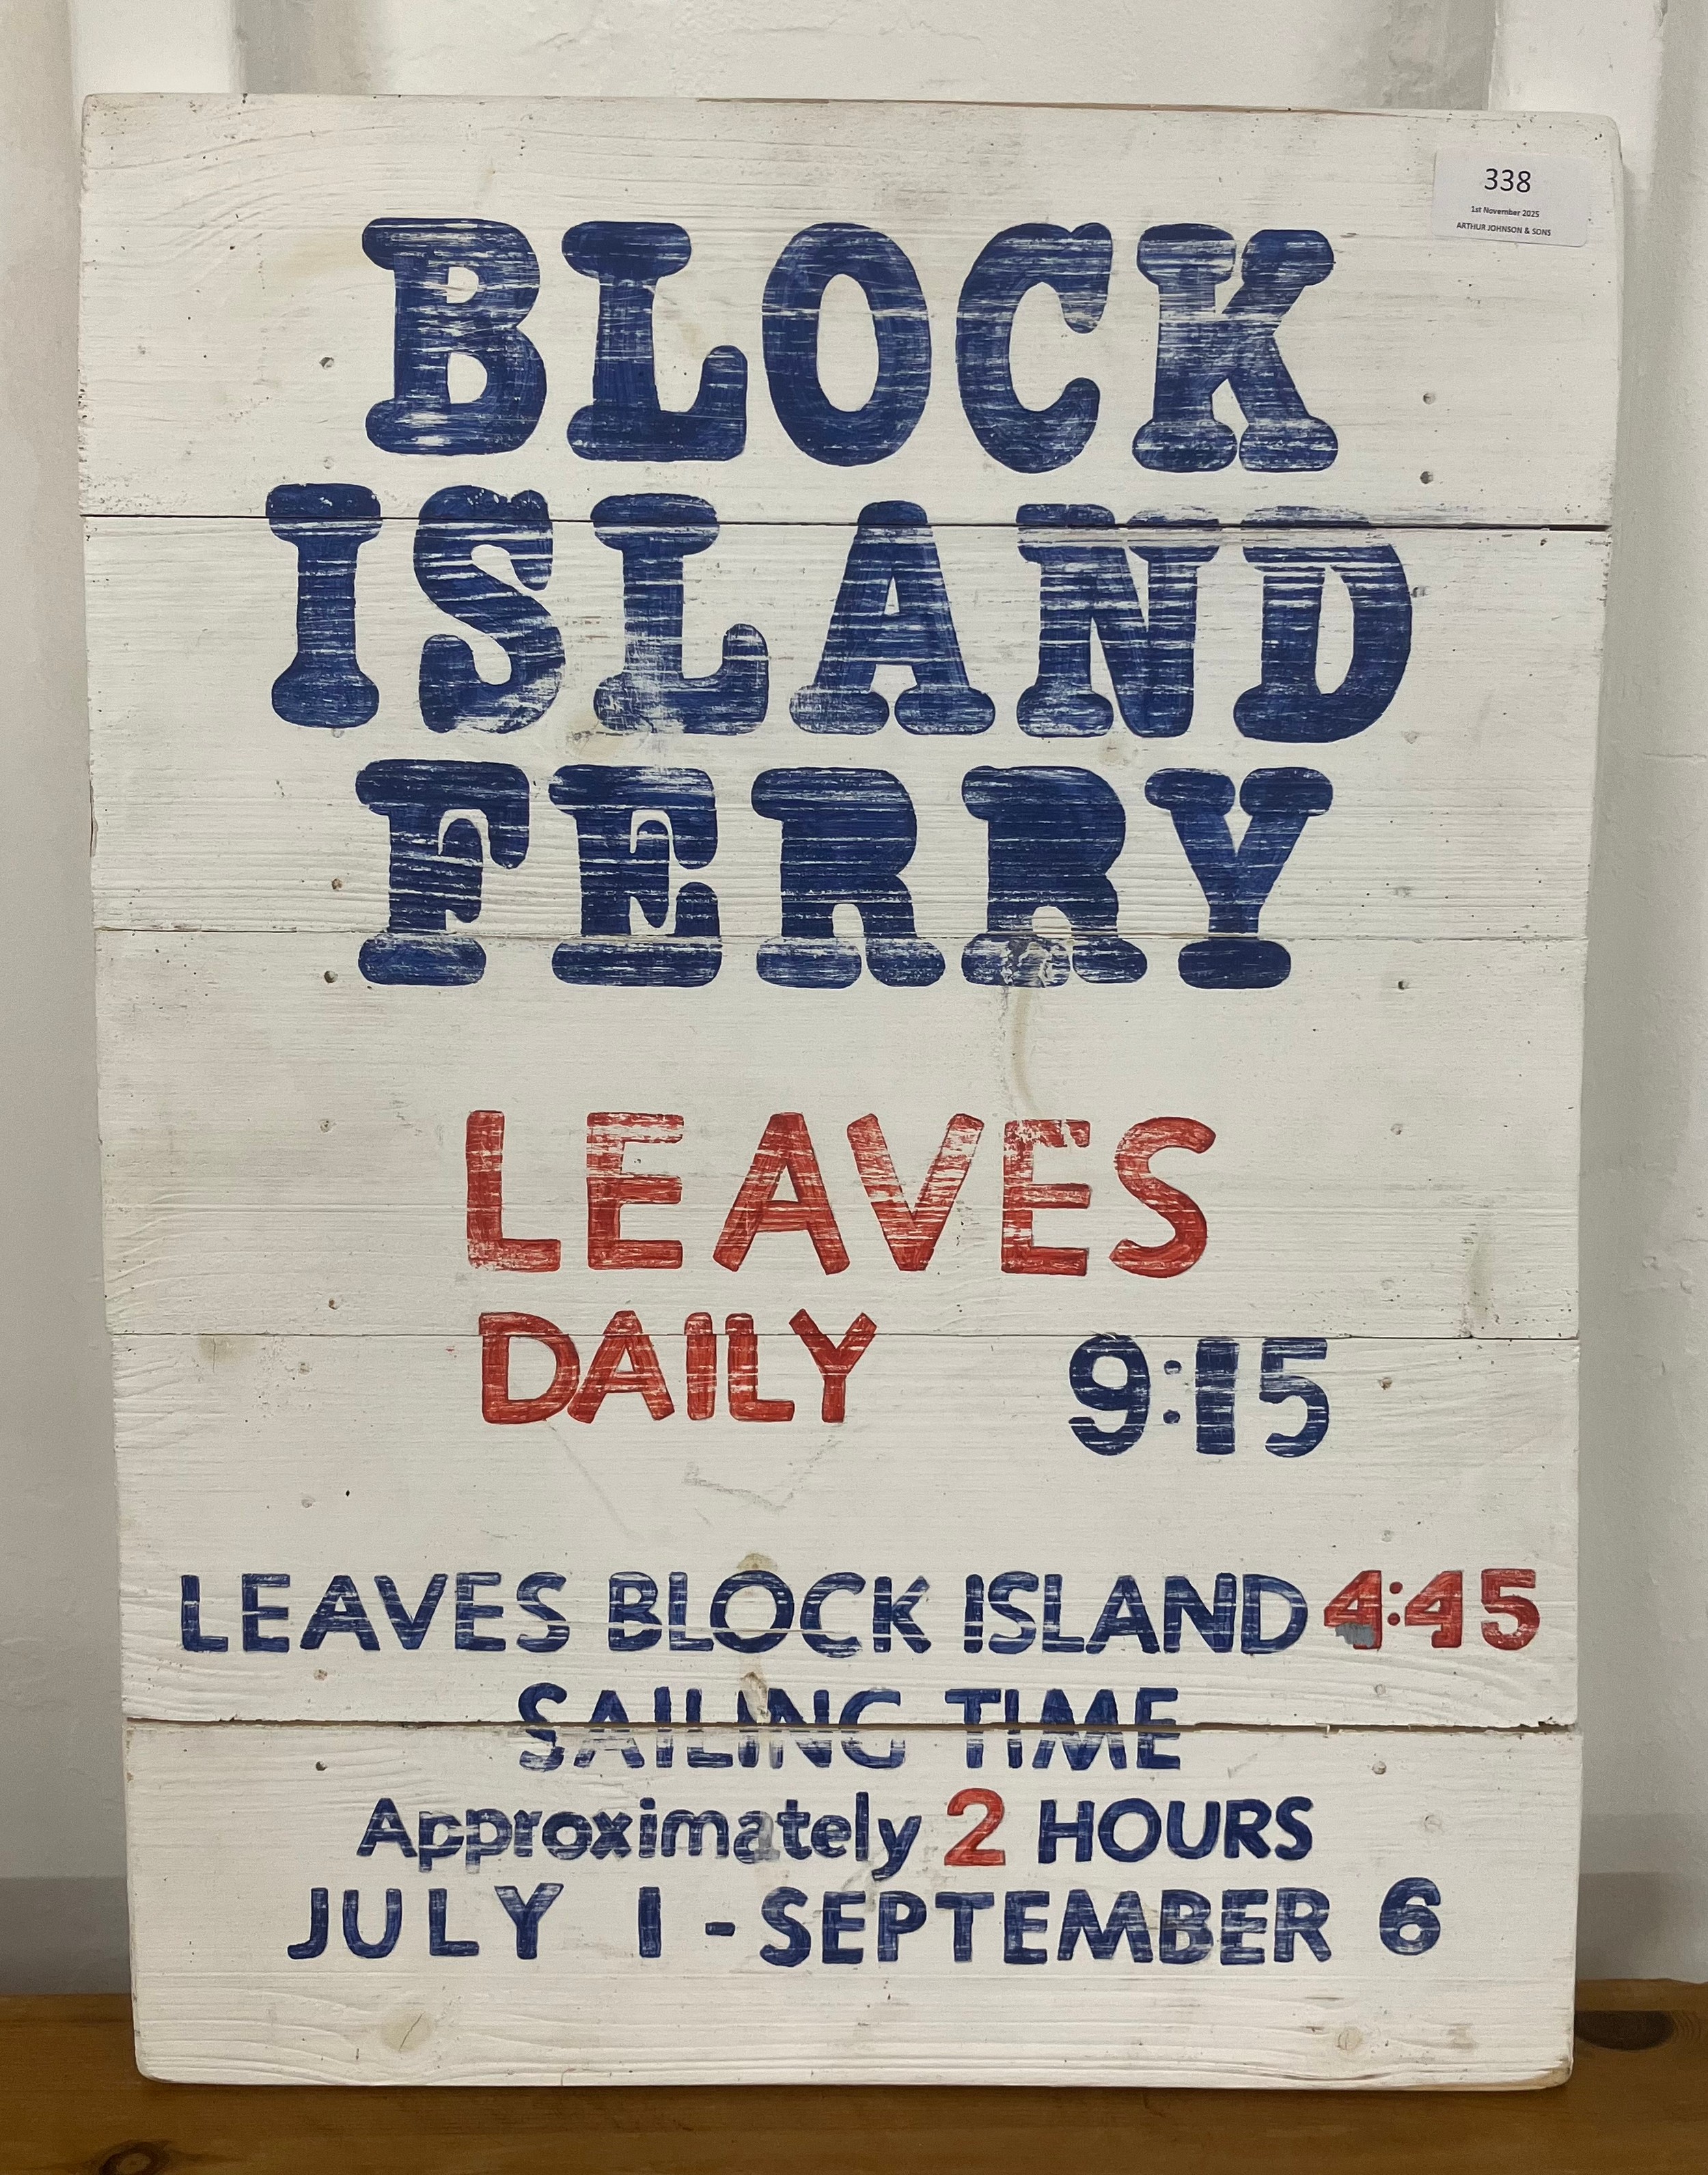 338
1st November 2025
ARTHUR JOHNSON & SONS
BLOCK
ISLAND
FERRY
LEAVES
DAILY 9:15
LEAVES BLOCK ISLAND 4:45
SAILING TIME
Approximately 2 HOURS
JULY 1 - SEPTEMBER 6